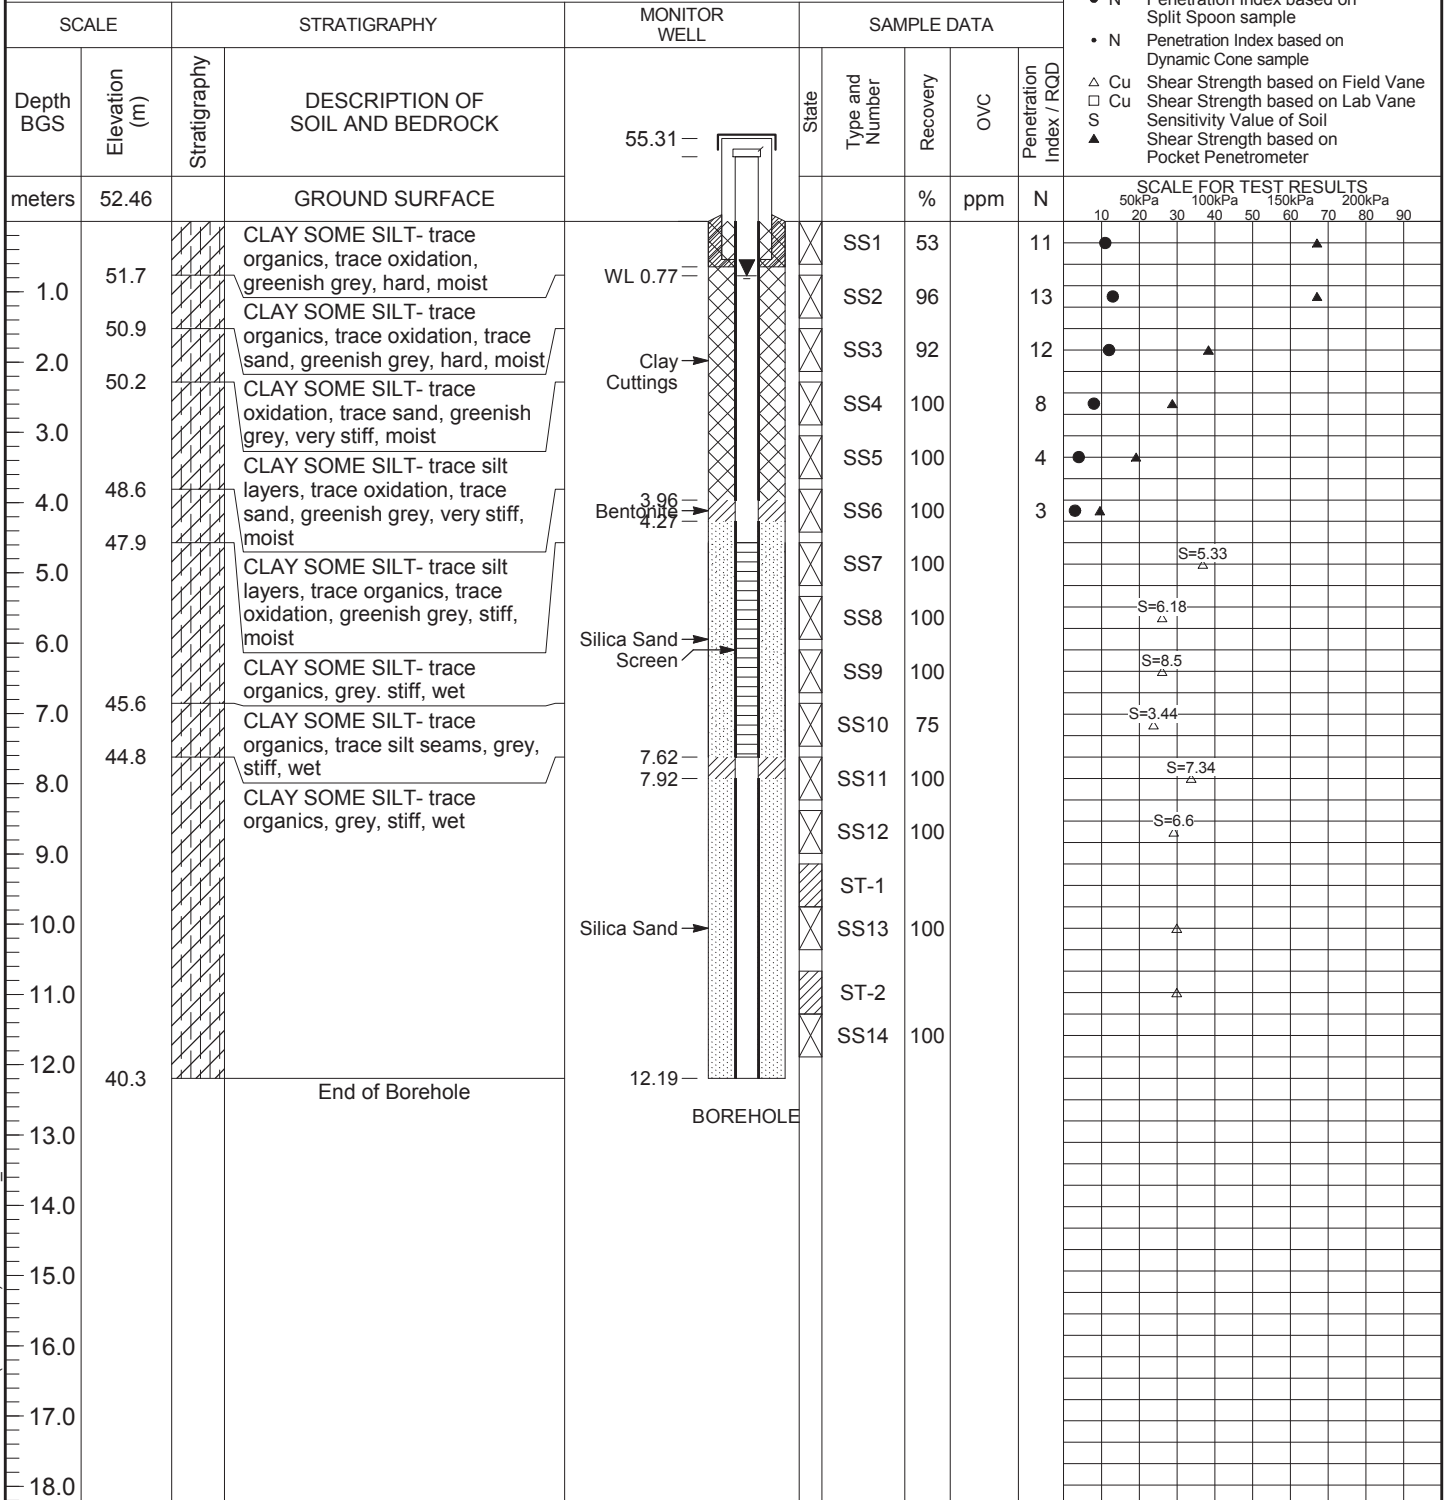 SCALE
STRATIGRAPHY
MONITOR
WELL
SAMPLE DATA
● N Penetration Index based on
Split Spoon sample
• N Penetration Index based on
Dynamic Cone sample
△ Cu Shear Strength based on Field Vane
□ Cu Shear Strength based on Lab Vane
S Sensitivity Value of Soil
▲ Shear Strength based on
Pocket Penetrometer
Depth
BGS
Elevation
(m)
Stratigraphy
DESCRIPTION OF
SOIL AND BEDROCK
State
Type and
Number
Recovery
OVC
Penetration
Index / RQD
55.31
meters 52.46 GROUND SURFACE % ppm N
SCALE FOR TEST RESULTS
50kPa 100kPa 150kPa 200kPa
10 20 30 40 50 60 70 80 90
CLAY SOME SILT- trace
organics, trace oxidation,
greenish grey, hard, moist
51.7
CLAY SOME SILT- trace
organics, trace oxidation, trace
sand, greenish grey, hard, moist
50.9
CLAY SOME SILT- trace
oxidation, trace sand, greenish
grey, very stiff, moist
50.2
CLAY SOME SILT- trace silt
layers, trace oxidation, trace
sand, greenish grey, very stiff,
moist
48.6
CLAY SOME SILT- trace silt
layers, trace organics, trace
oxidation, greenish grey, stiff,
moist
47.9
CLAY SOME SILT- trace
organics, grey. stiff, wet
45.6
CLAY SOME SILT- trace
organics, trace silt seams, grey,
stiff, wet
44.8
CLAY SOME SILT- trace
organics, grey, stiff, wet
40.3
End of Borehole
1.0
2.0
3.0
4.0
5.0
6.0
7.0
8.0
9.0
10.0
11.0
12.0
13.0
14.0
15.0
16.0
17.0
18.0
WL 0.77
Clay
Cuttings
3.96
Bentonite
4.27
Silica Sand
Screen
7.62
7.92
Silica Sand
12.19
BOREHOLE
SS1 53 11
SS2 96 13
SS3 92 12
SS4 100 8
SS5 100 4
SS6 100 3
SS7 100 S=5.33
SS8 100 S=6.18
SS9 100 S=8.5
SS10 75 S=3.44
SS11 100 S=7.34
SS12 100 S=6.6
ST-1
SS13 100
ST-2
SS14 100